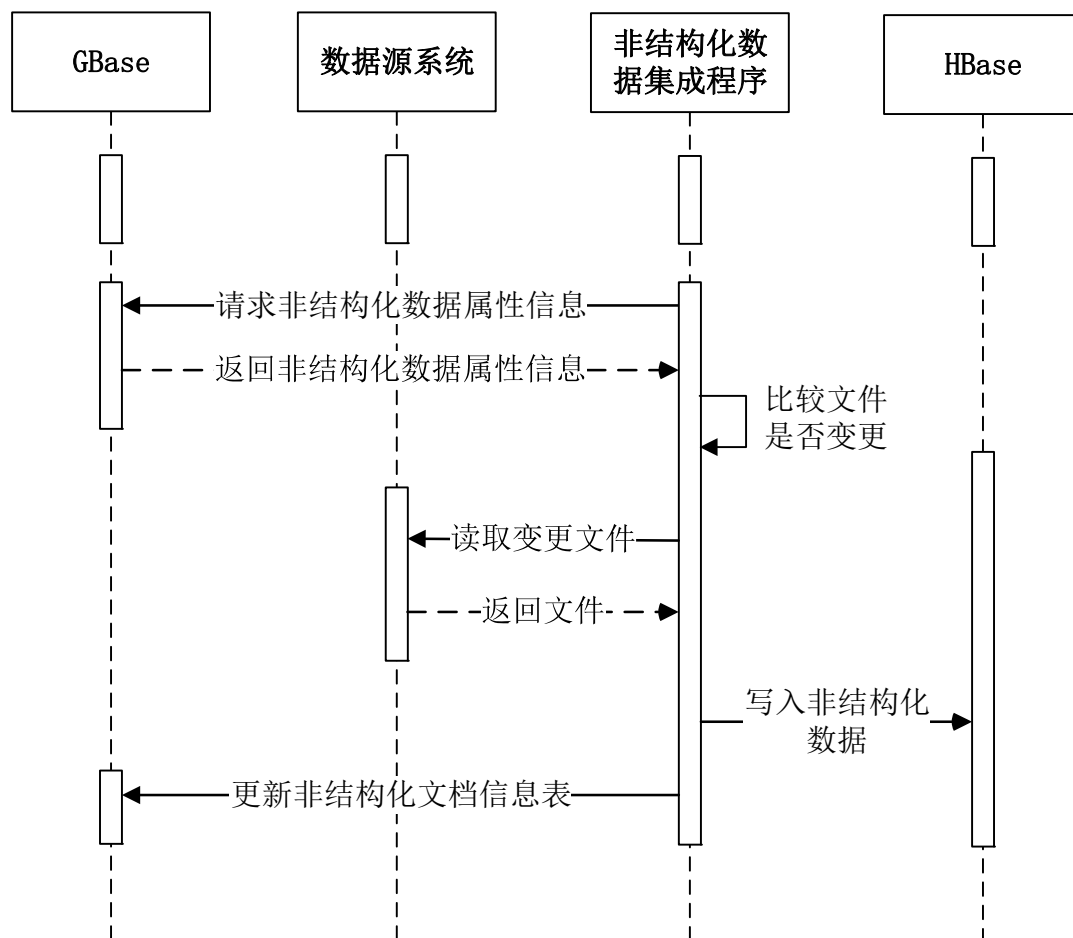 GBase
数据源系统
非结构化数
据集成程序
HBase
请求非结构化数据属性信息
返回非结构化数据属性信息
比较文件
是否变更
读取变更文件
返回文件
写入非结构化
数据
更新非结构化文档信息表